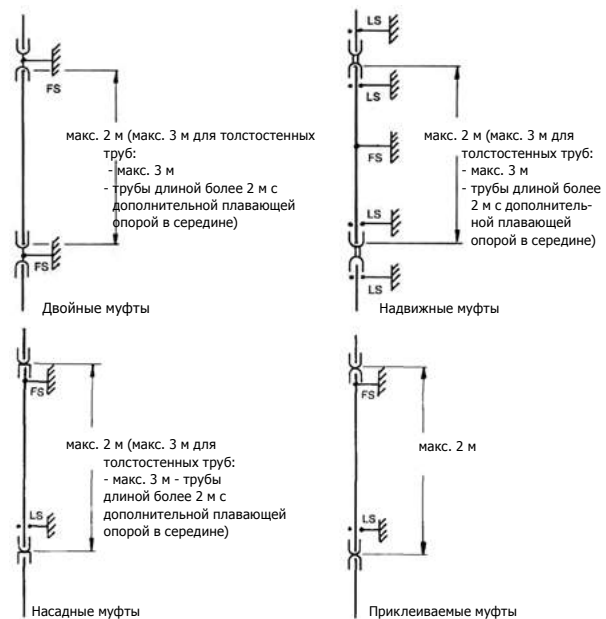 FS
макс. 2 м (макс. 3 м для толстостенных
труб:
- макс. 3 м
- трубы длиной более 2 м с
дополнительной плавающей
опорой в середине)
FS
Двойные муфты
LS
LS
FS
макс. 2 м (макс. 3 м для
толстостенных труб:
- макс. 3 м
- трубы длиной более
2 м с дополнитель-
ной плавающей
опорой в середине)
LS
LS
Надвижные муфты
FS
макс. 2 м (макс. 3 м для
толстостенных труб:
- макс. 3 м - трубы
длиной более 2 м с
дополнительной плавающей
опорой в середине)
LS
Насадные муфты
FS
макс. 2 м
LS
Приклеиваемые муфты